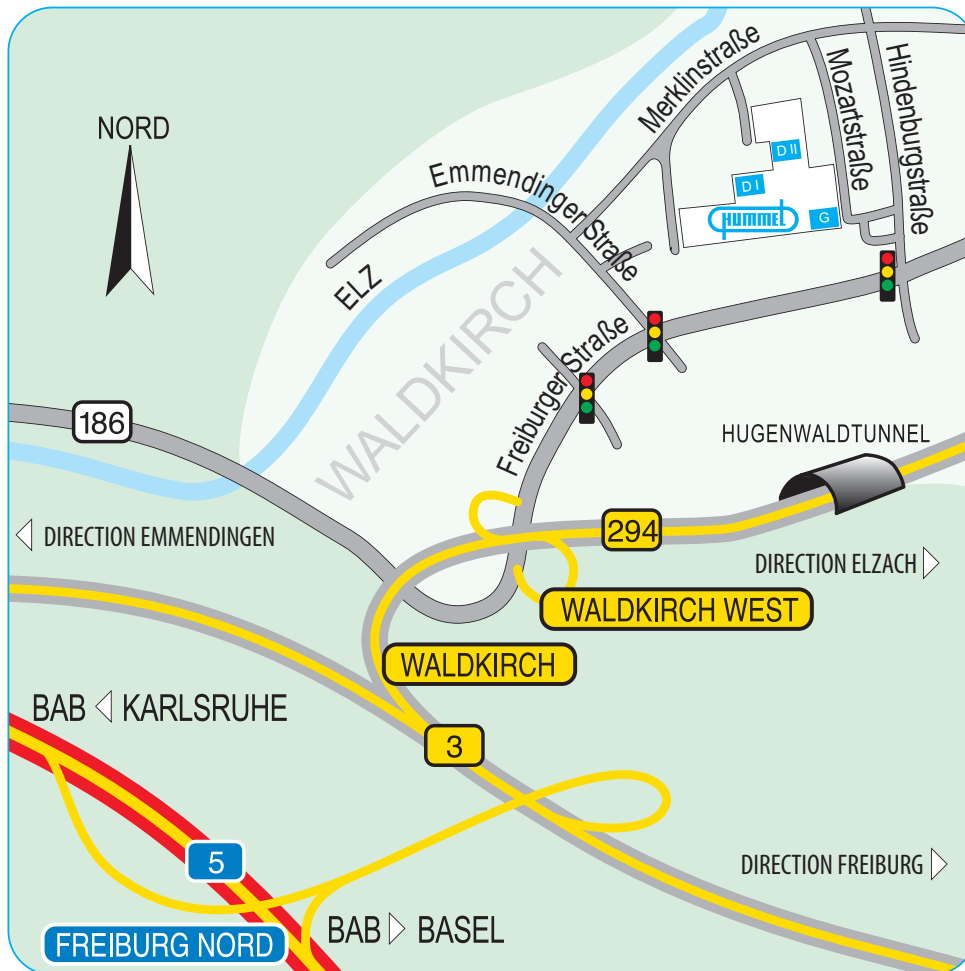 NORD
Merklinstraße
Mozartstraße
Hindenburgstraße
Emmendinger Straße
D II
D I
HUMMEL
G
ELZ
WALDKIRCH
Freiburger Straße
186
HUGENWALDTUNNEL
294
DIRECTION EMMENDINGEN
DIRECTION ELZACH
WALDKIRCH WEST
WALDKIRCH
BAB KARLSRUHE
3
5
DIRECTION FREIBURG
FREIBURG NORD
BAB BASEL